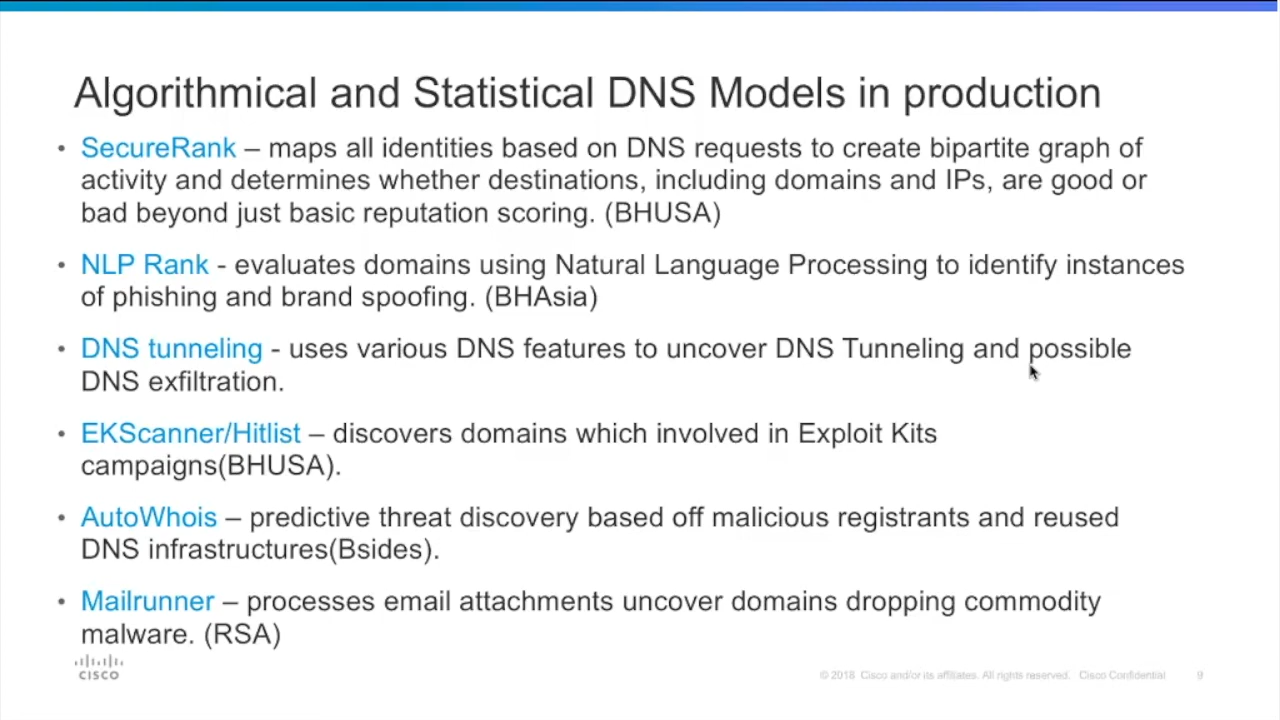 Algorithmical and Statistical DNS Models in production
• SecureRank – maps all identities based on DNS requests to create bipartite graph of
activity and determines whether destinations, including domains and IPs, are good or
bad beyond just basic reputation scoring. (BHUSA)
• NLP Rank - evaluates domains using Natural Language Processing to identify instances
of phishing and brand spoofing. (BHAsia)
• DNS tunneling - uses various DNS features to uncover DNS Tunneling and possible
DNS exfiltration.
• EKScanner/Hitlist – discovers domains which involved in Exploit Kits
campaigns(BHUSA).
• AutoWhois – predictive threat discovery based off malicious registrants and reused
DNS infrastructures(Bsides).
• Mailrunner – processes email attachments uncover domains dropping commodity
malware. (RSA)
CISCO
© 2018 Cisco and/or its affiliates. All rights reserved. Cisco Confidential 9